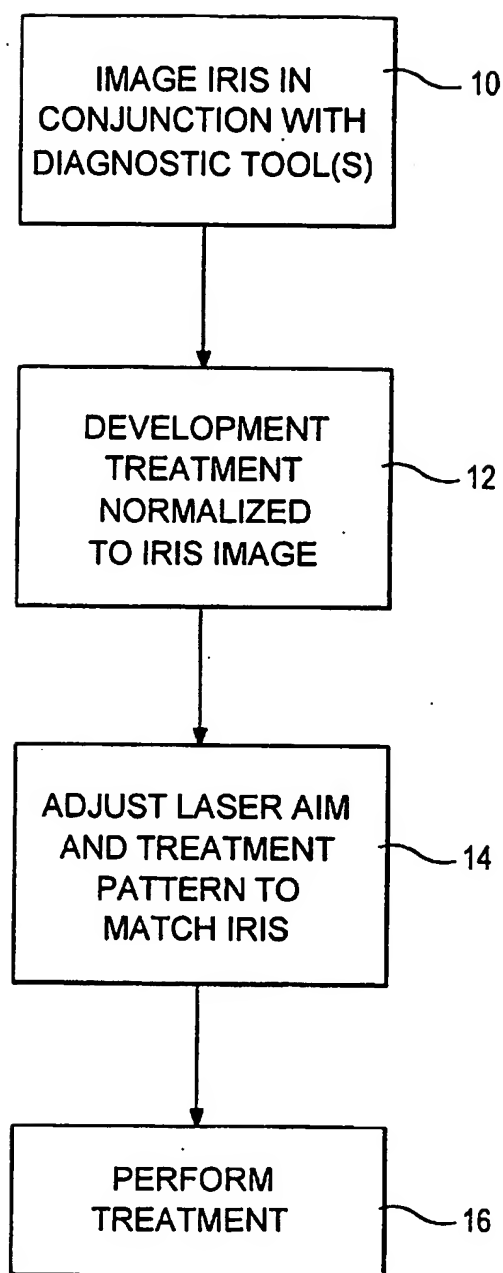 IMAGE IRIS IN
CONJUNCTION WITH
DIAGNOSTIC TOOL(S)
10
DEVELOPMENT
TREATMENT
NORMALIZED
TO IRIS IMAGE
12
ADJUST LASER AIM
AND TREATMENT
PATTERN TO
MATCH IRIS
14
PERFORM
TREATMENT
16